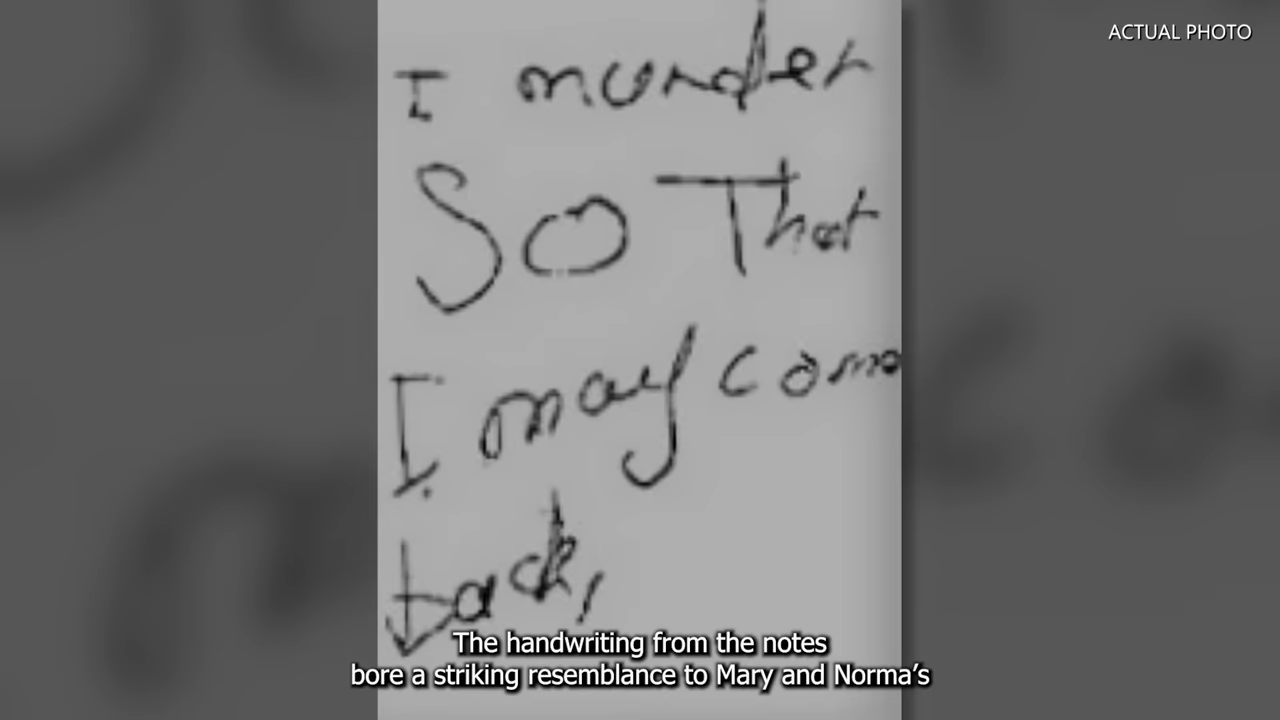 ACTUAL PHOTO
I murder
So That
I may come
back,
The handwriting from the notes
bore a striking resemblance to Mary and Norma’s